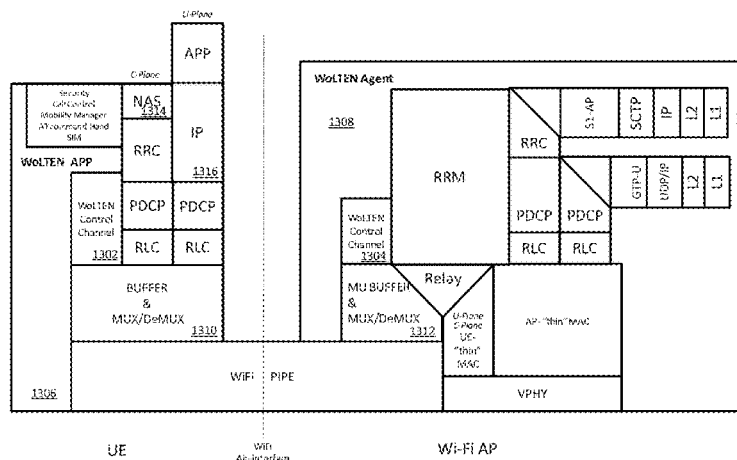 U-Plane
APP
C-Plane
Security
Call Control
Mobility Manager
AT command Hand
SIM
NAS
1314
IP
1316
WoLTEN APP
RRC
WoLTEN
Control
Channel
1302
PDCP
PDCP
RLC
RLC
BUFFER
&
MUX/DeMUX
1310
1306
WiFi
PIPE
WoLTEN Agent
1308
RRM
RRC
S1-AP
SCTP
IP
L2
L1
GTP-U
UDP/IP
L2
L1
WoLTEN
Control
Channel
1304
PDCP
PDCP
RLC
RLC
MU BUFFER
&
MUX/DeMUX
1312
Relay
U-Plane
C-Plane
UE-
"thin"
MAC
AP-"thin" MAC
VPHY
UE
WiFi
Air-interface
Wi-Fi AP